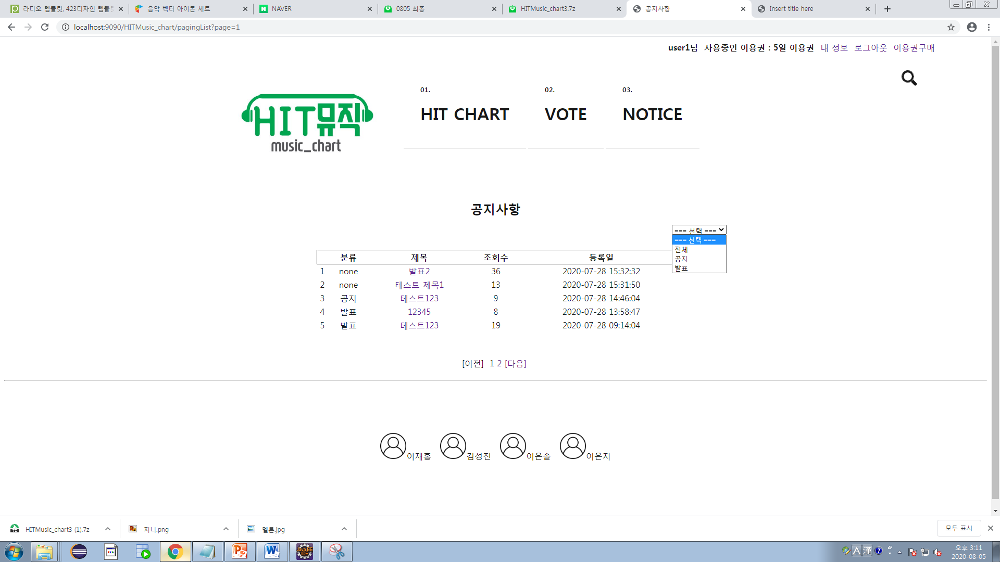 라디오 템플릿, 423디자인 템플릿
음악 벡터 아이콘 세트
NAVER
0805 최종
HITMusic_chart3.7z
공지사항
Insert title here
localhost:9090/HITMusic_chart/pagingList?page=1
user1님 사용중인 이용권 : 5일 이용권 내 정보 로그아웃 이용권구매
01. 02. 03.
HIT CHART VOTE NOTICE
HIT뮤직
music_chart
공지사항
=== 선택 ===
=== 선택 ===
전체
공지
발표
분류 제목 조회수 등록일
1 none 발표2 36 2020-07-28 15:32:32
2 none 테스트 제목1 13 2020-07-28 15:31:50
3 공지 테스트123 9 2020-07-28 14:46:04
4 발표 12345 8 2020-07-28 13:58:47
5 발표 테스트123 19 2020-07-28 09:14:04
[이전] 1 2 [다음]
이재홍 김성진 이은솔 이은지
HITMusic_chart3 (1).7z
지니.png
멜론.jpg
모두 표시
Java EE
IDE
A 漢
오후 3:11
2020-08-05